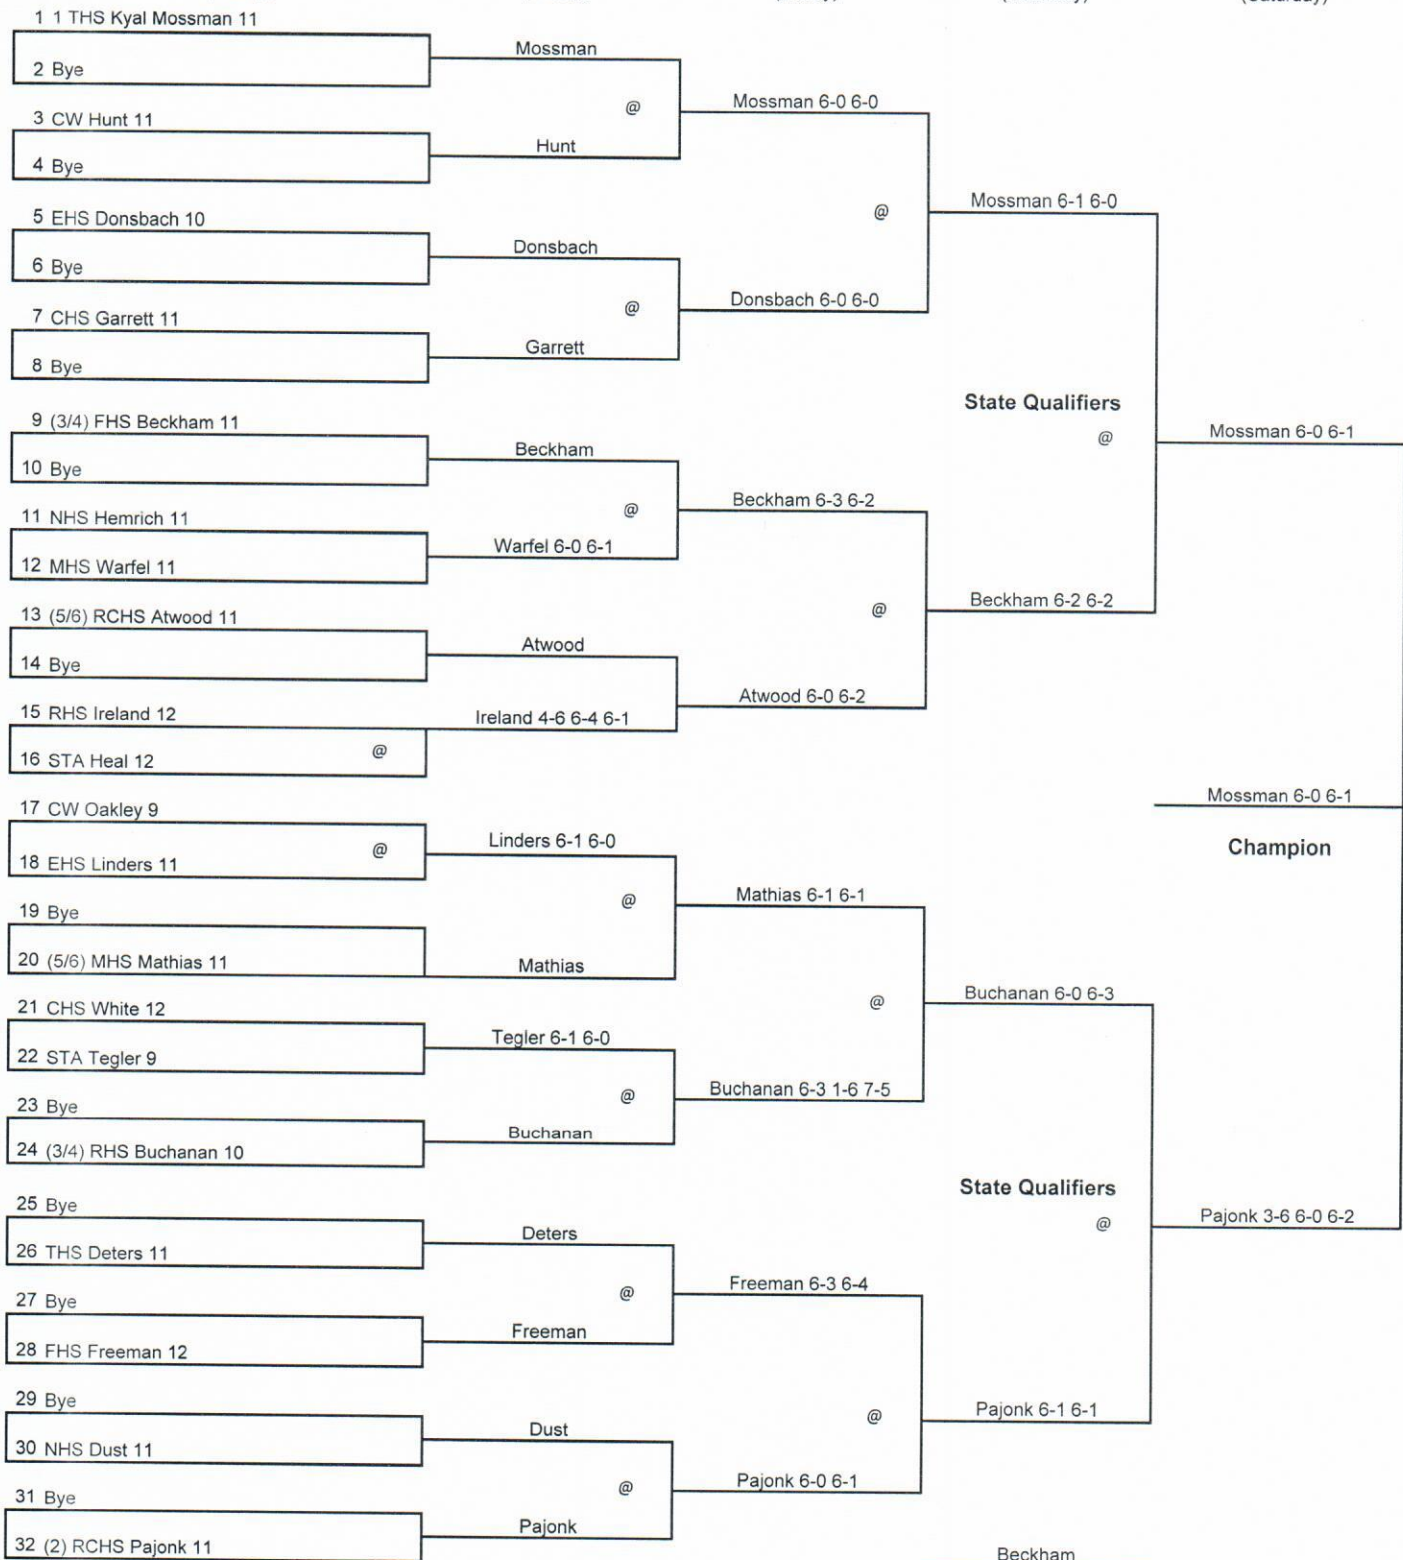 (Saturday)
1 1 THS Kyal Mossman 11
2 Bye
3 CW Hunt 11
4 Bye
5 EHS Donsbach 10
6 Bye
7 CHS Garrett 11
8 Bye
9 (3/4) FHS Beckham 11
10 Bye
11 NHS Hemrich 11
12 MHS Warfel 11
13 (5/6) RCHS Atwood 11
14 Bye
15 RHS Ireland 12
16 STA Heal 12 @
17 CW Oakley 9
18 EHS Linders 11 @
19 Bye
20 (5/6) MHS Mathias 11
21 CHS White 12
22 STA Tegler 9
23 Bye
24 (3/4) RHS Buchanan 10
25 Bye
26 THS Deters 11
27 Bye
28 FHS Freeman 12
29 Bye
30 NHS Dust 11
31 Bye
32 (2) RCHS Pajonk 11
Mossman
@
Hunt
Donsbach
@
Garrett
Beckham
@
Warfel 6-0 6-1
Atwood
Ireland 4-6 6-4 6-1
Linders 6-1 6-0
@
Mathias
Tegler 6-1 6-0
@
Buchanan
Deters
@
Freeman
Dust
@
Pajonk
Mossman 6-0 6-0
@
Donsbach 6-0 6-0
Beckham 6-3 6-2
@
Atwood 6-0 6-2
Mathias 6-1 6-1
@
Buchanan 6-3 1-6 7-5
Freeman 6-3 6-4
@
Pajonk 6-0 6-1
Mossman 6-1 6-0
State Qualifiers
@
Beckham 6-2 6-2
Buchanan 6-0 6-3
State Qualifiers
@
Pajonk 6-1 6-1
Beckham
Mossman 6-0 6-1
Mossman 6-0 6-1
Champion
Pajonk 3-6 6-0 6-2